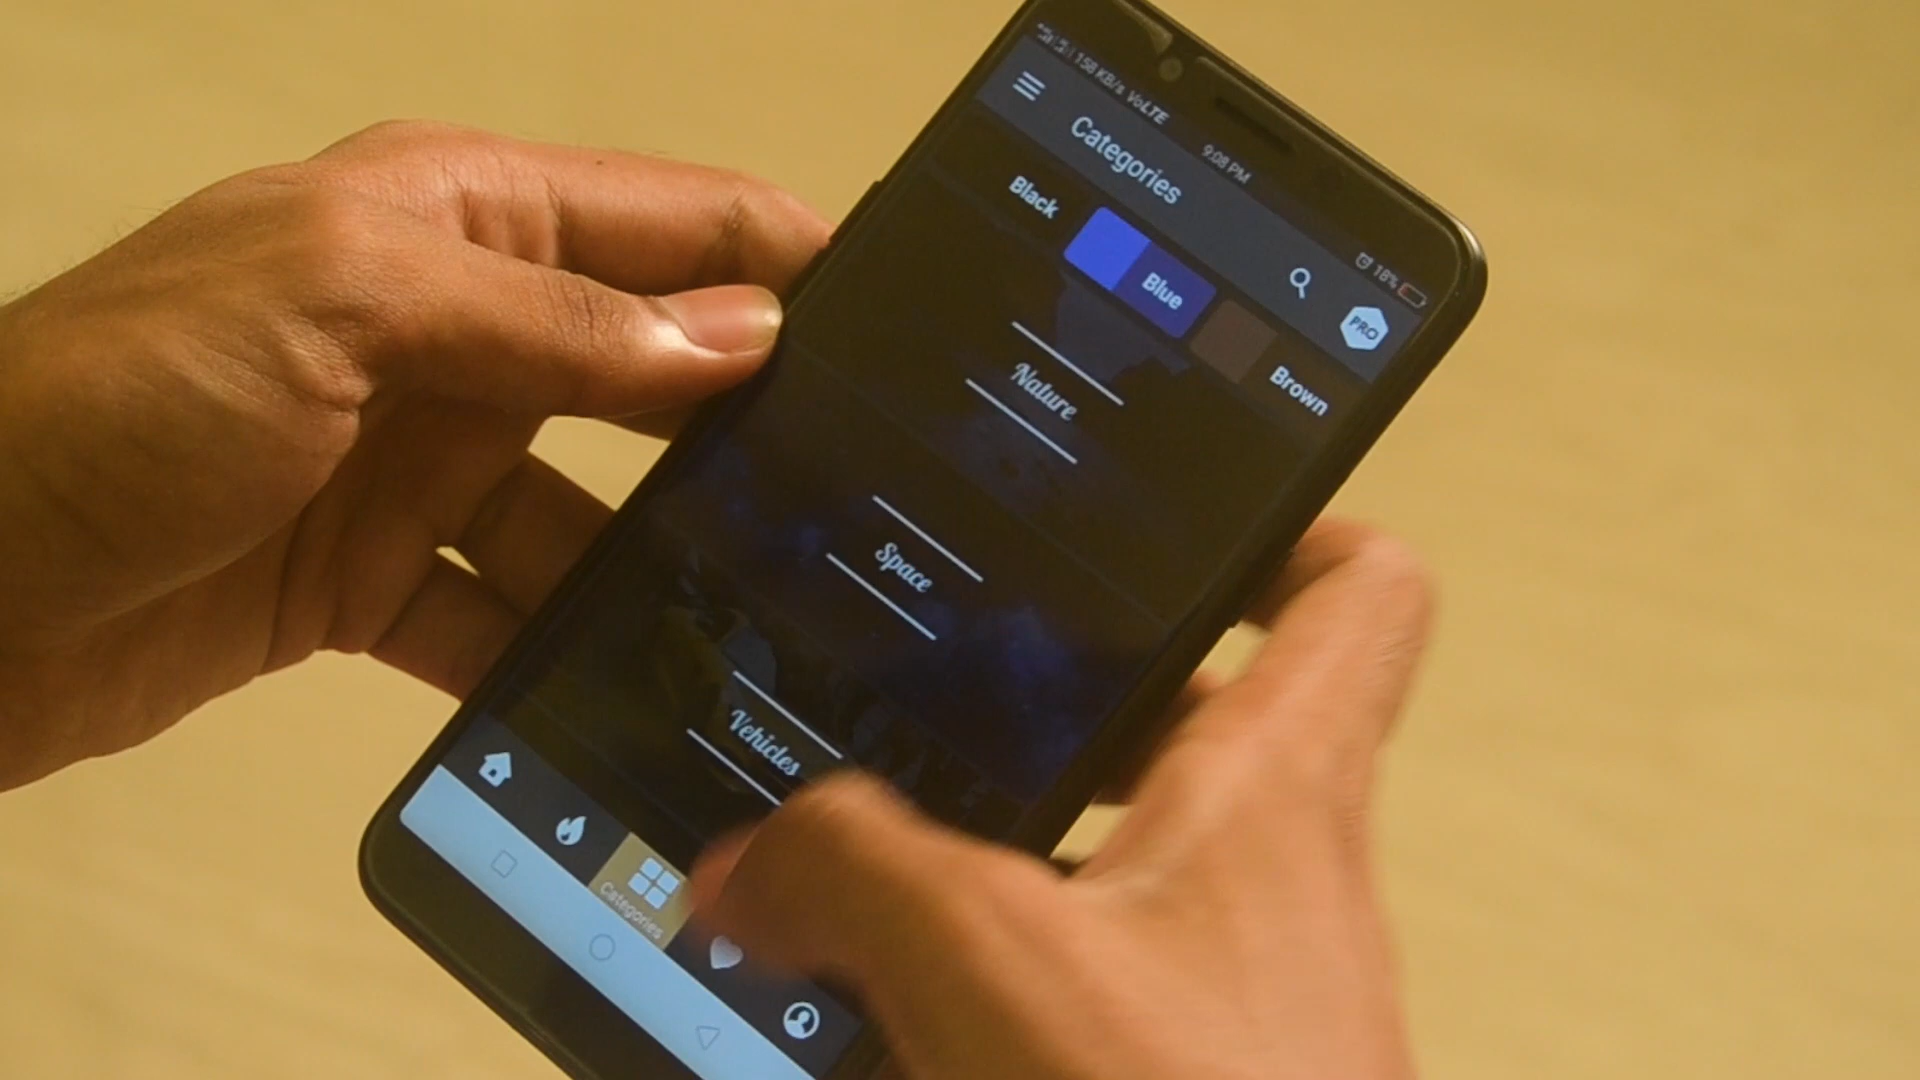 158 KB/s VoLTE 9:08 PM 18%
Categories
PRO
Black Blue Brown
Nature
Space
Vehicles
Categories